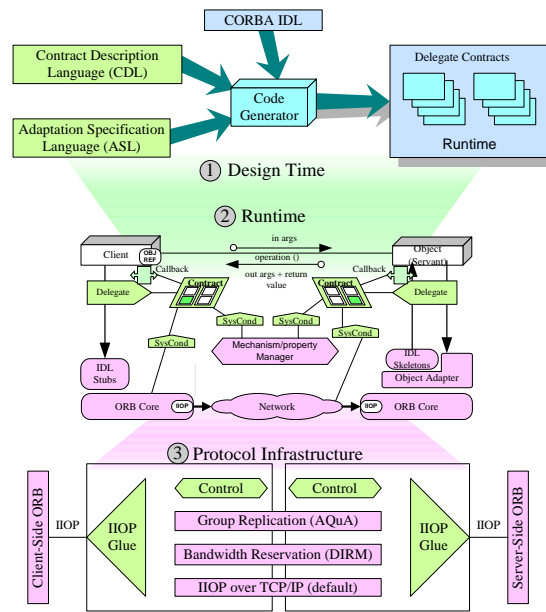 CORBA IDL
Contract Description
Language (CDL)
Adaptation Specification
Language (ASL)
Code
Generator
Delegate Contracts
Runtime
1 Design Time
2 Runtime
in args
operation ()
out args + return
value
Client
OBJ
REF
Callback
Delegate
Contract
SysCond
SysCond
Mechanism/property
Manager
Contract
SysCond
SysCond
Callback
Object
(Servant)
Delegate
IDL
Stubs
IDL
Skeletons
Object Adapter
ORB Core
IIOP
Network
IIOP
ORB Core
3 Protocol Infrastructure
Client-Side ORB
IIOP
IIOP
Glue
Control
Control
Group Replication (AQuA)
Bandwidth Reservation (DIRM)
IIOP over TCP/IP (default)
IIOP
Glue
IIOP
Server-Side ORB